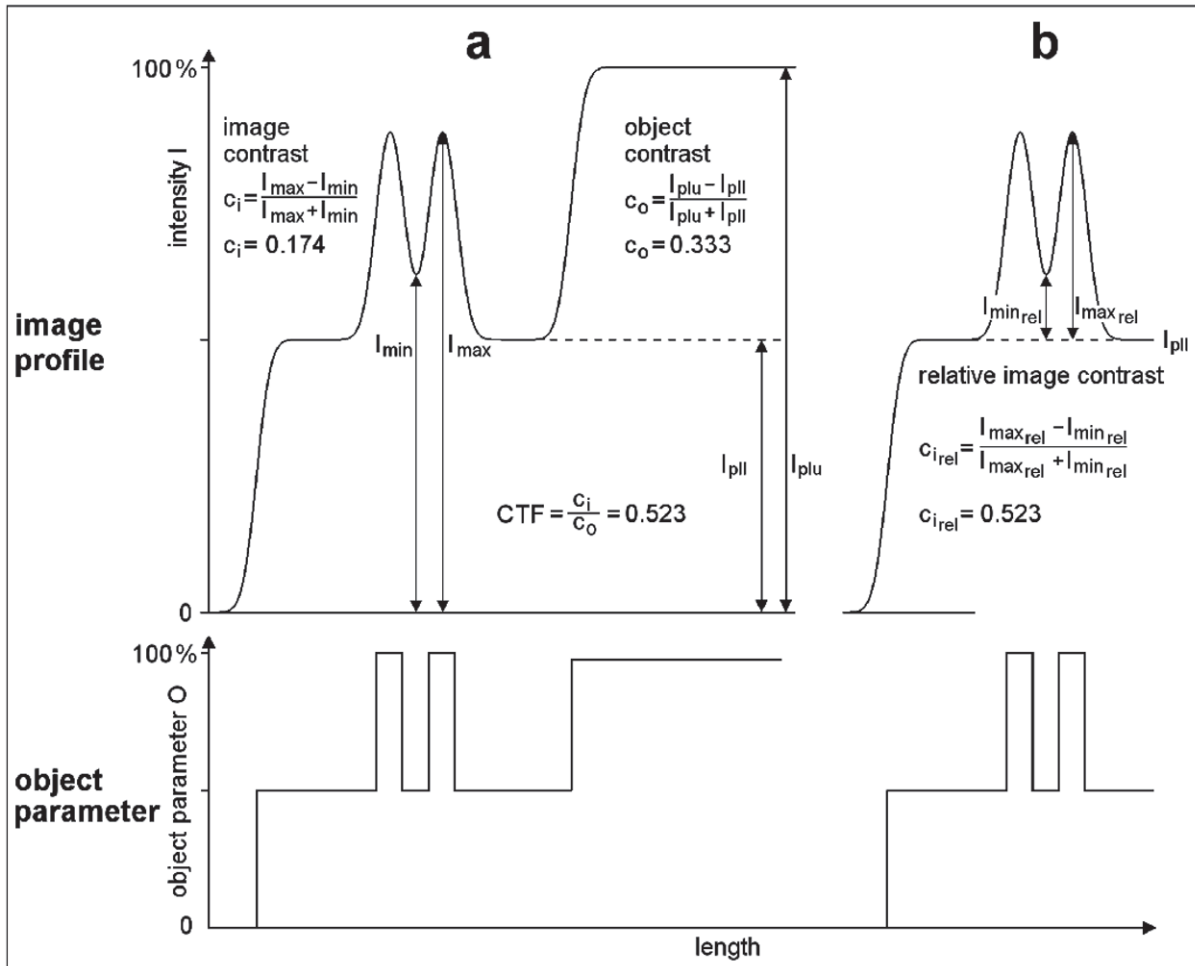 a
b
100%
image
contrast
c_i = (I_max − I_min) / (I_max + I_min)
c_i = 0.174
object
contrast
c_o = (I_plu − I_pll) / (I_plu + I_pll)
c_o = 0.333
intensity I
image
profile
I_min
I_max
I_pll
I_plu
CTF = c_i / c_o = 0.523
0
I_min_rel
I_max_rel
I_pll
relative image contrast
c_i_rel = (I_max_rel − I_min_rel) / (I_max_rel + I_min_rel)
c_i_rel = 0.523
100%
object parameter O
object
parameter
0
length